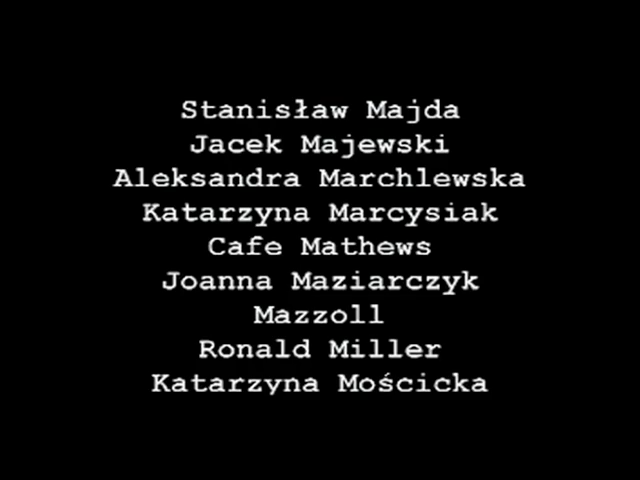 Stanisław Majda
Jacek Majewski
Aleksandra Marchlewska
Katarzyna Marcysiak
Cafe Mathews
Joanna Maziarczyk
Mazzoll
Ronald Miller
Katarzyna Mościcka